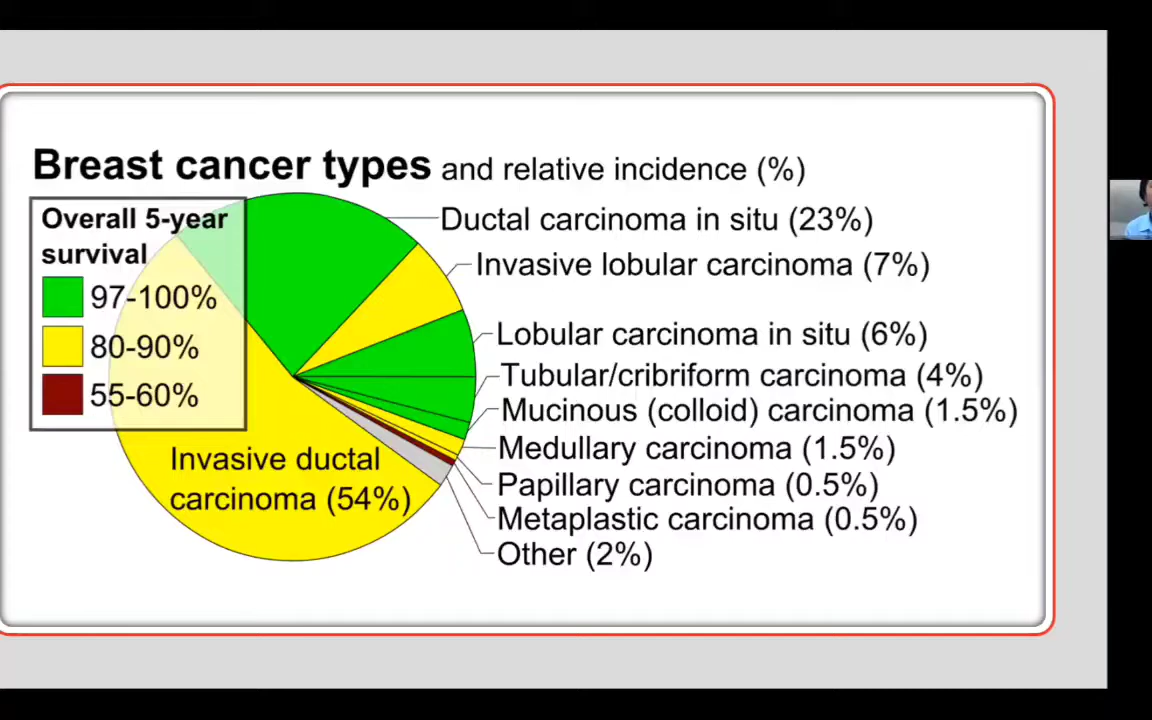 Breast cancer types and relative incidence (%)
Overall 5-year
survival
97-100%
80-90%
55-60%
Ductal carcinoma in situ (23%)
Invasive lobular carcinoma (7%)
Lobular carcinoma in situ (6%)
Tubular/cribriform carcinoma (4%)
Mucinous (colloid) carcinoma (1.5%)
Medullary carcinoma (1.5%)
Papillary carcinoma (0.5%)
Metaplastic carcinoma (0.5%)
Other (2%)
Invasive ductal
carcinoma (54%)